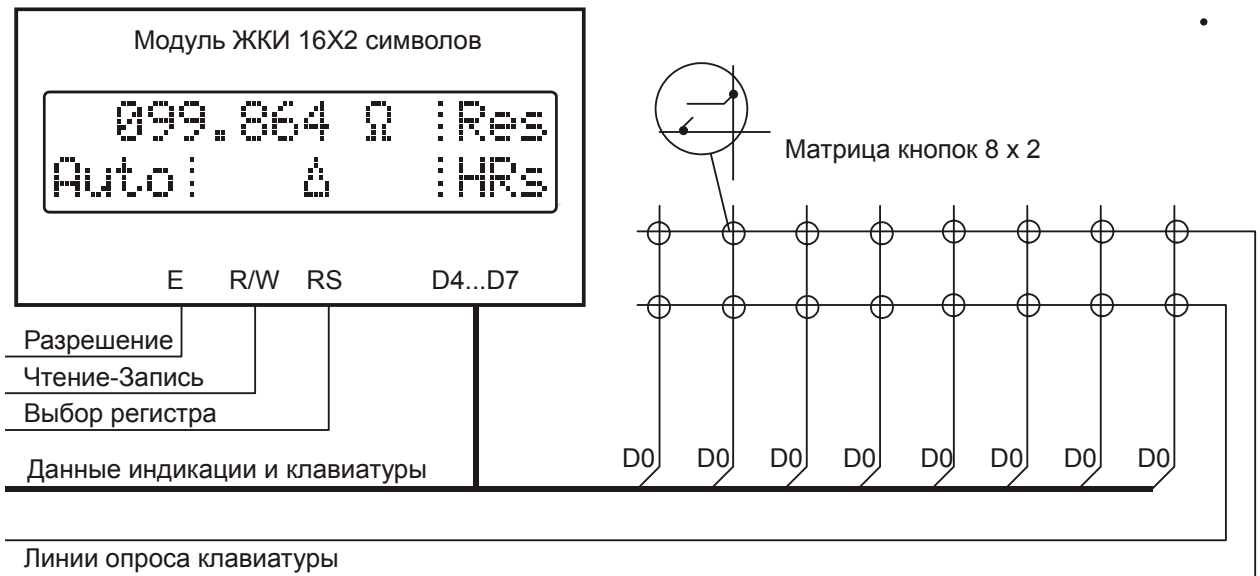 Модуль ЖКИ 16X2 символов
099.864 Ω Res
Auto Δ HRs
E R/W RS D4...D7
Матрица кнопок 8 x 2
Разрешение
Чтение-Запись
Выбор регистра
Данные индикации и клавиатуры
D0 D0 D0 D0 D0 D0 D0 D0
Линии опроса клавиатуры